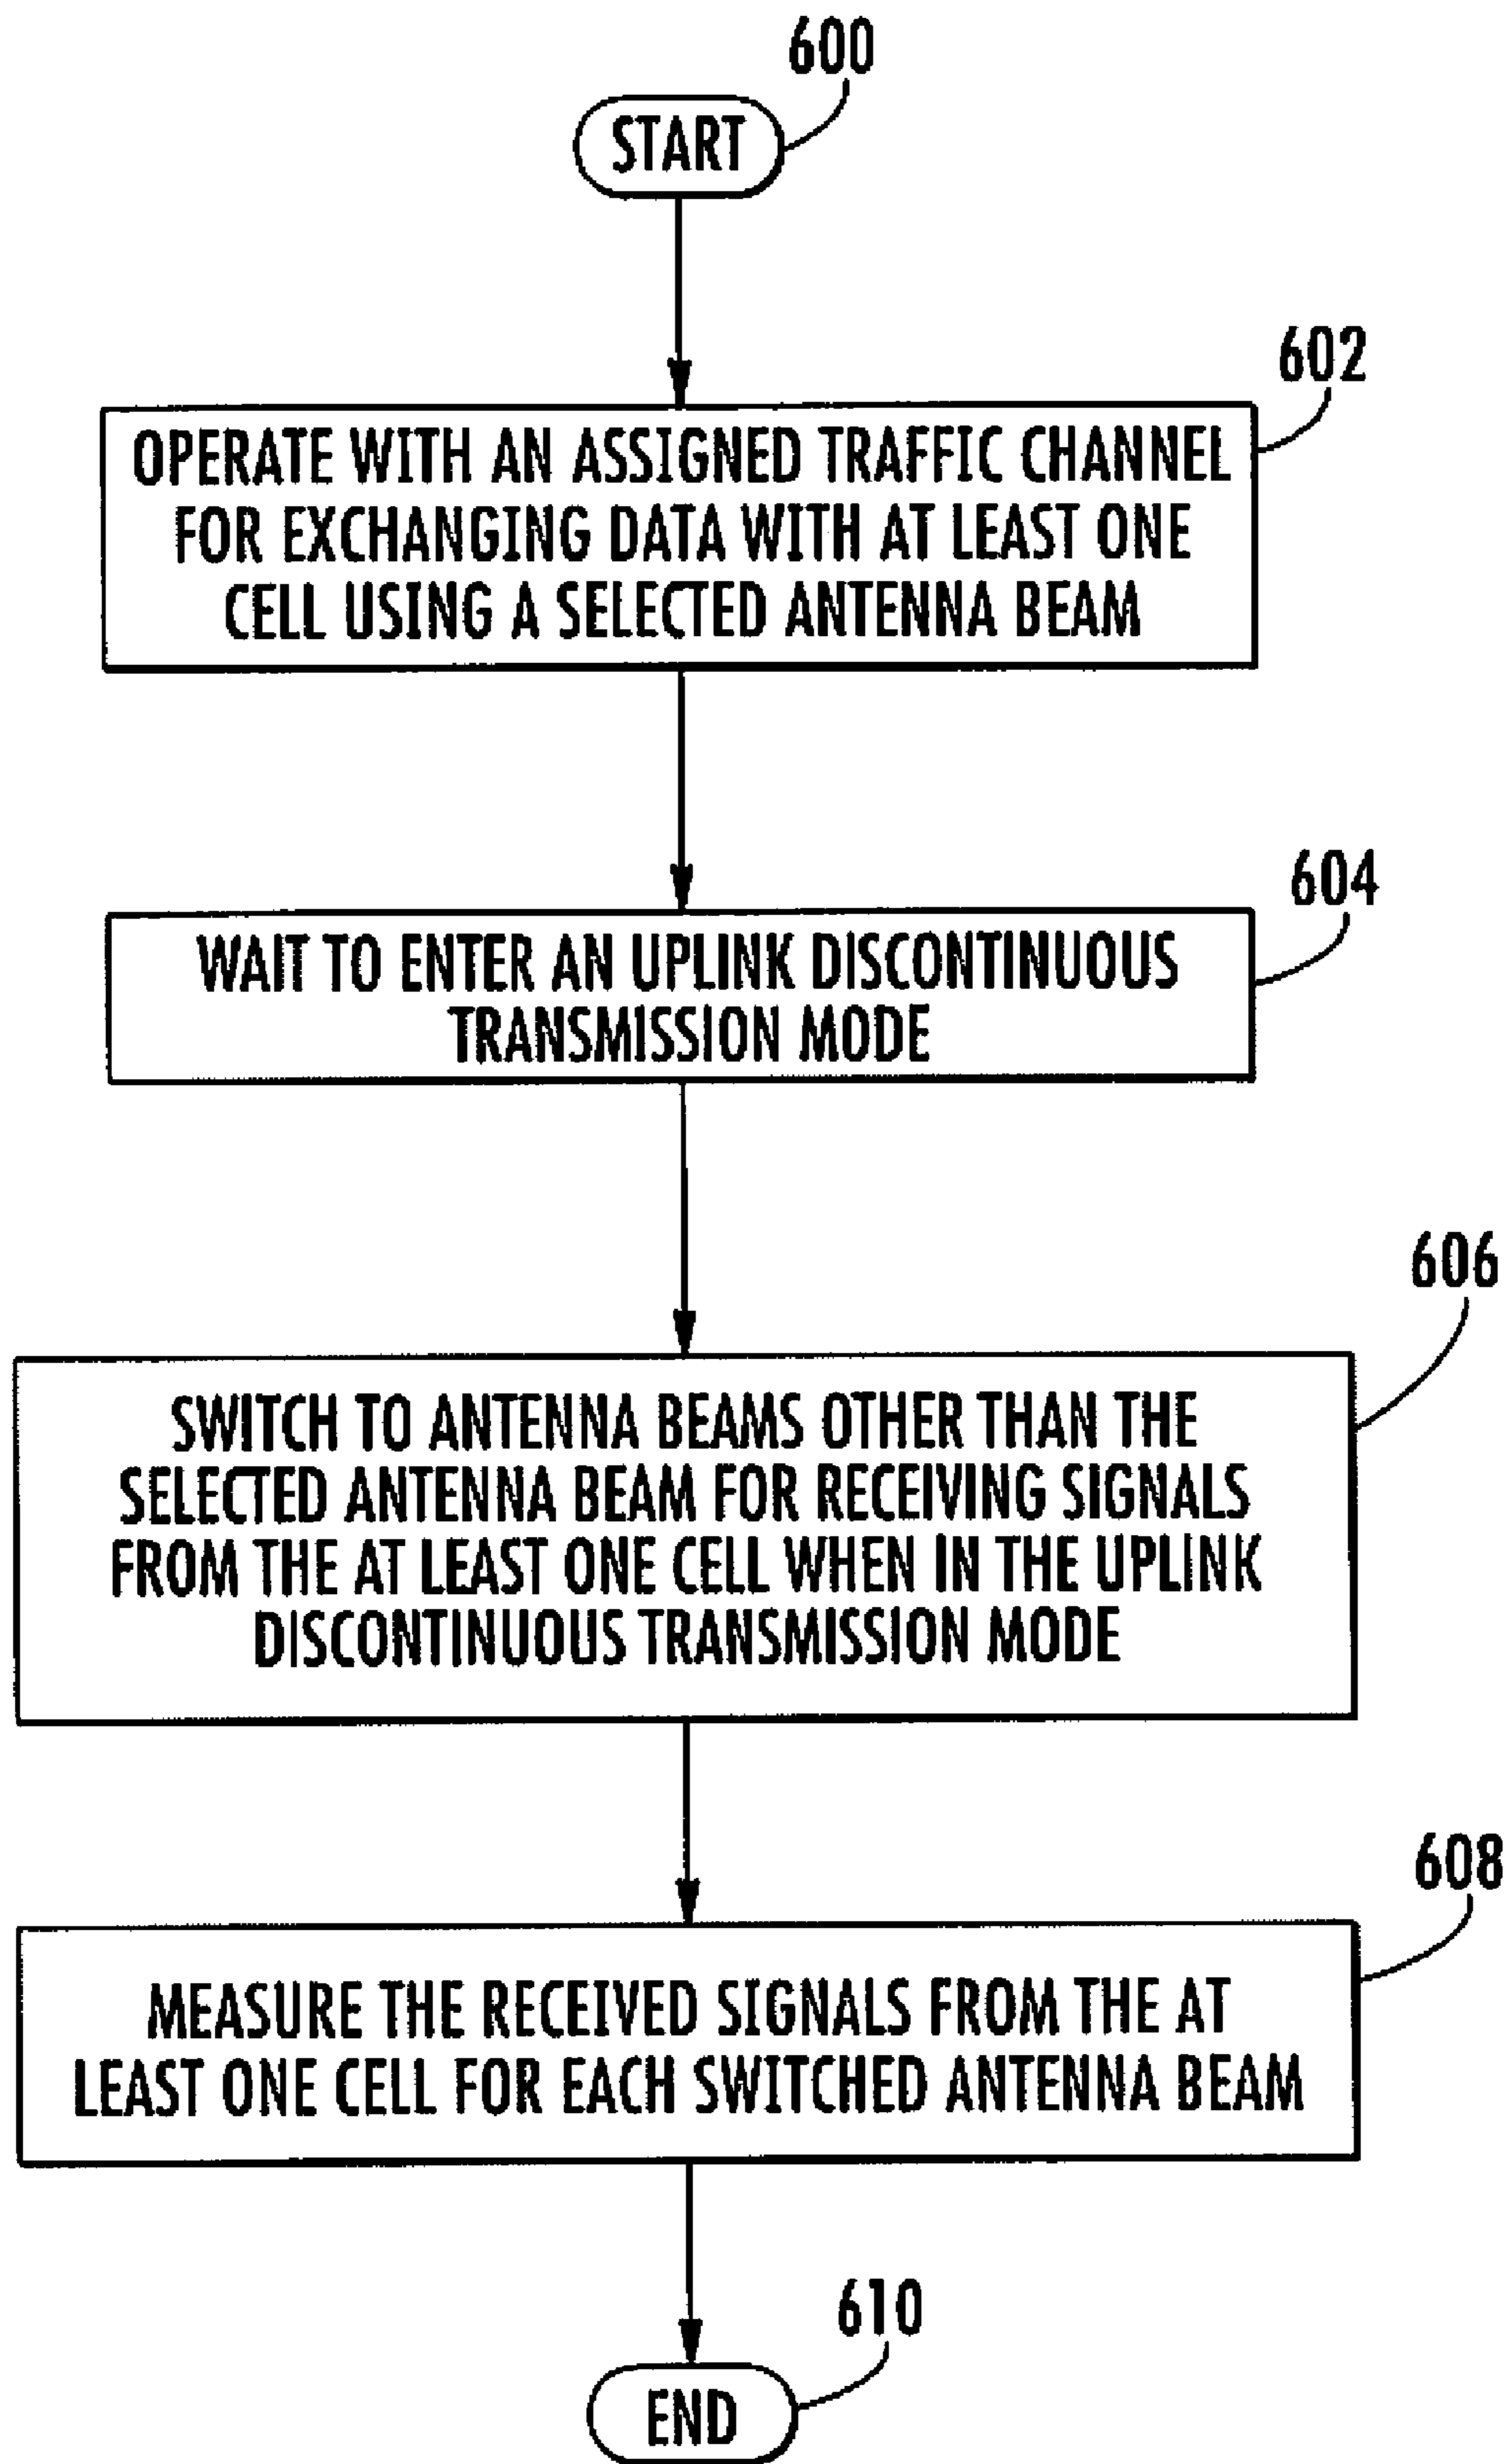 600
START
602
OPERATE WITH AN ASSIGNED TRAFFIC CHANNEL
FOR EXCHANGING DATA WITH AT LEAST ONE
CELL USING A SELECTED ANTENNA BEAM
604
WAIT TO ENTER AN UPLINK DISCONTINUOUS
TRANSMISSION MODE
606
SWITCH TO ANTENNA BEAMS OTHER THAN THE
SELECTED ANTENNA BEAM FOR RECEIVING SIGNALS
FROM THE AT LEAST ONE CELL WHEN IN THE UPLINK
DISCONTINUOUS TRANSMISSION MODE
608
MEASURE THE RECEIVED SIGNALS FROM THE AT
LEAST ONE CELL FOR EACH SWITCHED ANTENNA BEAM
610
END